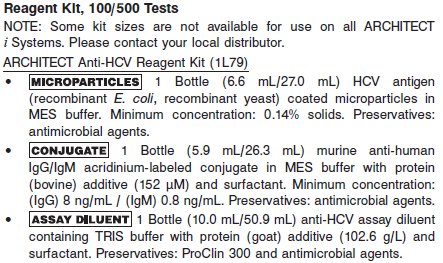 Reagent Kit, 100/500 Tests
NOTE: Some kit sizes are not available for use on all ARCHITECT
i Systems. Please contact your local distributor.
ARCHITECT Anti-HCV Reagent Kit (1L79)
• MICROPARTICLES 1 Bottle (6.6 mL/27.0 mL) HCV antigen
(recombinant E. coli, recombinant yeast) coated microparticles in
MES buffer. Minimum concentration: 0.14% solids. Preservatives:
antimicrobial agents.
• CONJUGATE 1 Bottle (5.9 mL/26.3 mL) murine anti-human
IgG/IgM acridinium-labeled conjugate in MES buffer with protein
(bovine) additive (152 µM) and surfactant. Minimum concentration:
(IgG) 8 ng/mL / (IgM) 0.8 ng/mL. Preservatives: antimicrobial agents.
• ASSAY DILUENT 1 Bottle (10.0 mL/50.9 mL) anti-HCV assay diluent
containing TRIS buffer with protein (goat) additive (102.6 g/L) and
surfactant. Preservatives: ProClin 300 and antimicrobial agents.